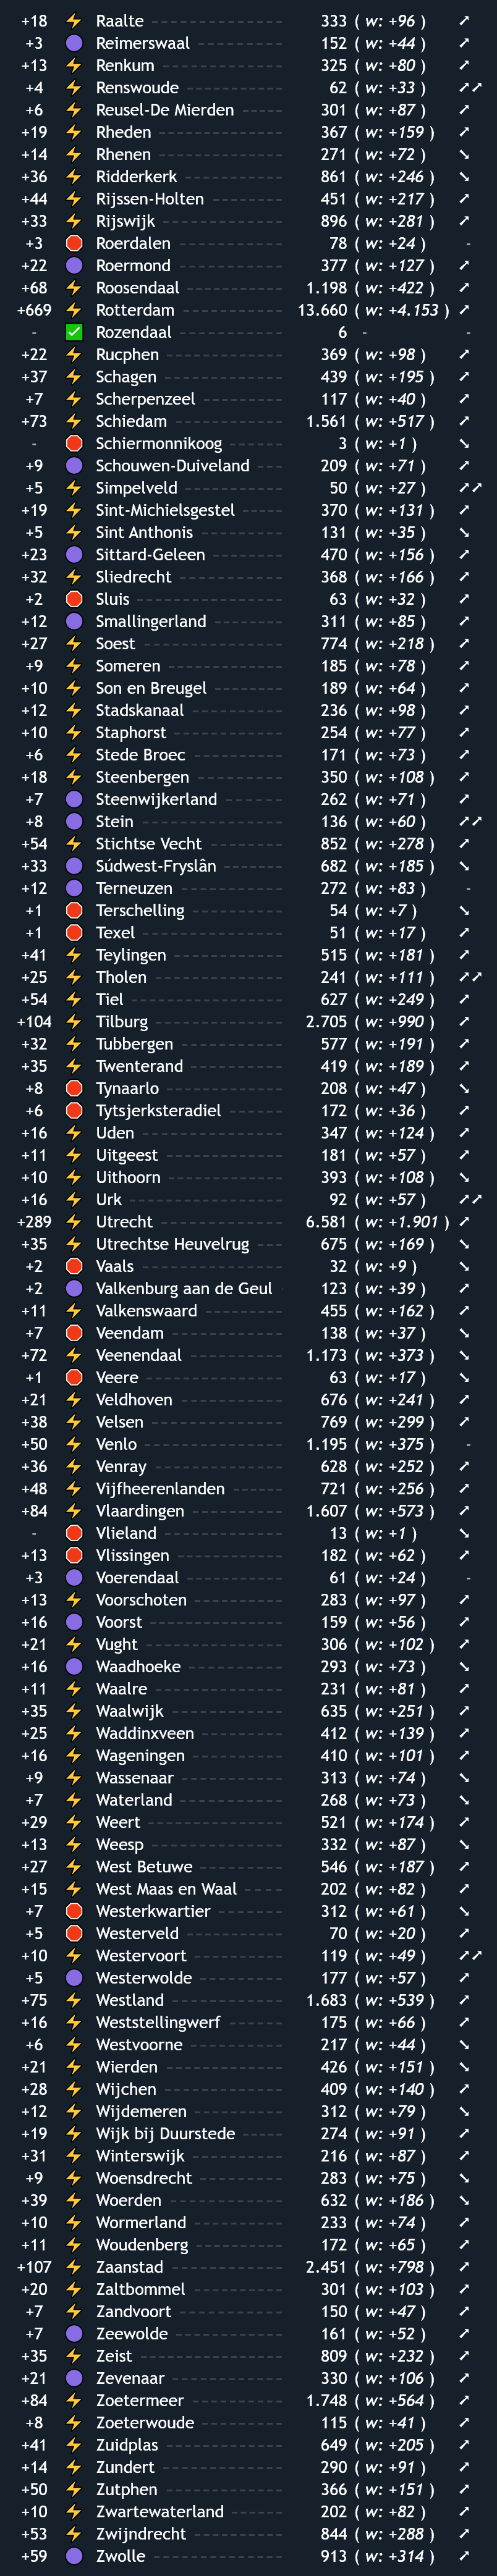 +18 ⚡ Raalte 333 ( w: +96 ) ↗
+3 🟣 Reimerswaal 152 ( w: +44 ) ↗
+13 ⚡ Renkum 325 ( w: +80 ) ↗
+4 ⚡ Renswoude 62 ( w: +33 ) ↗↗
+6 ⚡ Reusel-De Mierden 301 ( w: +87 ) ↗
+19 ⚡ Rheden 367 ( w: +159 ) ↗
+14 ⚡ Rhenen 271 ( w: +72 ) ↘
+36 ⚡ Ridderkerk 861 ( w: +246 ) ↘
+44 ⚡ Rijssen-Holten 451 ( w: +217 ) ↗
+33 ⚡ Rijswijk 896 ( w: +281 ) ↗
+3 🛑 Roerdalen 78 ( w: +24 ) -
+22 🟣 Roermond 377 ( w: +127 ) ↗
+68 ⚡ Roosendaal 1.198 ( w: +422 ) ↗
+669 ⚡ Rotterdam 13.660 ( w: +4.153 ) ↗
- ✅ Rozendaal 6 - -
+22 ⚡ Rucphen 369 ( w: +98 ) ↗
+37 ⚡ Schagen 439 ( w: +195 ) ↗
+7 ⚡ Scherpenzeel 117 ( w: +40 ) ↗
+73 ⚡ Schiedam 1.561 ( w: +517 ) ↗
- 🛑 Schiermonnikoog 3 ( w: +1 ) ↘
+9 🟣 Schouwen-Duiveland 209 ( w: +71 ) ↗
+5 ⚡ Simpelveld 50 ( w: +27 ) ↗↗
+19 ⚡ Sint-Michielsgestel 370 ( w: +131 ) ↗
+5 ⚡ Sint Anthonis 131 ( w: +35 ) ↘
+23 🟣 Sittard-Geleen 470 ( w: +156 ) ↗
+32 ⚡ Sliedrecht 368 ( w: +166 ) ↗
+2 🛑 Sluis 63 ( w: +32 ) ↗
+12 🟣 Smallingerland 311 ( w: +85 ) ↗
+27 ⚡ Soest 774 ( w: +218 ) ↗
+9 ⚡ Someren 185 ( w: +78 ) ↗
+10 ⚡ Son en Breugel 189 ( w: +64 ) ↗
+12 ⚡ Stadskanaal 236 ( w: +98 ) ↗
+10 ⚡ Staphorst 254 ( w: +77 ) ↗
+6 ⚡ Stede Broec 171 ( w: +73 ) ↗
+18 ⚡ Steenbergen 350 ( w: +108 ) ↗
+7 🟣 Steenwijkerland 262 ( w: +71 ) ↗
+8 🟣 Stein 136 ( w: +60 ) ↗↗
+54 ⚡ Stichtse Vecht 852 ( w: +278 ) ↗
+33 🟣 Súdwest-Fryslân 682 ( w: +185 ) ↘
+12 🟣 Terneuzen 272 ( w: +83 ) -
+1 🛑 Terschelling 54 ( w: +7 ) ↘
+1 🛑 Texel 51 ( w: +17 ) ↗
+41 ⚡ Teylingen 515 ( w: +181 ) ↗
+25 ⚡ Tholen 241 ( w: +111 ) ↗↗
+54 ⚡ Tiel 627 ( w: +249 ) ↗
+104 ⚡ Tilburg 2.705 ( w: +990 ) ↗
+32 ⚡ Tubbergen 577 ( w: +191 ) ↗
+35 ⚡ Twenterand 419 ( w: +189 ) ↗
+8 🛑 Tynaarlo 208 ( w: +47 ) ↘
+6 🛑 Tytsjerksteradiel 172 ( w: +36 ) ↗
+16 ⚡ Uden 347 ( w: +124 ) ↗
+11 ⚡ Uitgeest 181 ( w: +57 ) ↗
+10 ⚡ Uithoorn 393 ( w: +108 ) ↘
+16 ⚡ Urk 92 ( w: +57 ) ↗↗
+289 ⚡ Utrecht 6.581 ( w: +1.901 ) ↗
+35 ⚡ Utrechtse Heuvelrug 675 ( w: +169 ) ↘
+2 🛑 Vaals 32 ( w: +9 ) ↘
+2 🟣 Valkenburg aan de Geul 123 ( w: +39 ) ↗
+11 ⚡ Valkenswaard 455 ( w: +162 ) ↗
+7 🛑 Veendam 138 ( w: +37 ) ↘
+72 ⚡ Veenendaal 1.173 ( w: +373 ) ↗
+1 🛑 Veere 63 ( w: +17 ) ↘
+21 ⚡ Veldhoven 676 ( w: +241 ) ↗
+38 ⚡ Velsen 769 ( w: +299 ) ↗
+50 ⚡ Venlo 1.195 ( w: +375 ) -
+36 ⚡ Venray 628 ( w: +252 ) ↗
+48 ⚡ Vijfheerenlanden 721 ( w: +256 ) ↗
+84 ⚡ Vlaardingen 1.607 ( w: +573 ) ↗
- 🛑 Vlieland 13 ( w: +1 ) ↘
+13 🛑 Vlissingen 182 ( w: +62 ) ↗
+3 🟣 Voerendaal 61 ( w: +24 ) -
+13 ⚡ Voorschoten 283 ( w: +97 ) ↗
+16 🟣 Voorst 159 ( w: +56 ) ↗
+21 ⚡ Vught 306 ( w: +102 ) ↗
+16 🟣 Waadhoeke 293 ( w: +73 ) ↘
+11 ⚡ Waalre 231 ( w: +81 ) ↗
+35 ⚡ Waalwijk 635 ( w: +251 ) ↗
+25 ⚡ Waddinxveen 412 ( w: +139 ) ↗
+16 ⚡ Wageningen 410 ( w: +101 ) ↗
+9 ⚡ Wassenaar 313 ( w: +74 ) ↘
+7 ⚡ Waterland 268 ( w: +73 ) ↘
+29 ⚡ Weert 521 ( w: +174 ) ↗
+13 ⚡ Weesp 332 ( w: +87 ) ↘
+27 ⚡ West Betuwe 546 ( w: +187 ) ↗
+15 ⚡ West Maas en Waal 202 ( w: +82 ) ↗
+7 🛑 Westerkwartier 312 ( w: +61 ) ↘
+5 🛑 Westerveld 70 ( w: +20 ) ↗
+10 ⚡ Westervoort 119 ( w: +49 ) ↗↗
+5 🟣 Westerwolde 177 ( w: +57 ) ↗
+75 ⚡ Westland 1.683 ( w: +539 ) ↗
+16 ⚡ Weststellingwerf 175 ( w: +66 ) ↗
+6 ⚡ Westvoorne 217 ( w: +44 ) ↘
+21 ⚡ Wierden 426 ( w: +151 ) ↘
+28 ⚡ Wijchen 409 ( w: +140 ) ↗
+12 ⚡ Wijdemeren 312 ( w: +79 ) ↘
+19 ⚡ Wijk bij Duurstede 274 ( w: +91 ) ↗
+31 ⚡ Winterswijk 216 ( w: +87 ) ↗
+9 ⚡ Woensdrecht 283 ( w: +75 ) ↘
+39 ⚡ Woerden 632 ( w: +186 ) ↘
+10 ⚡ Wormerland 233 ( w: +74 ) ↗
+11 ⚡ Woudenberg 172 ( w: +65 ) ↗
+107 ⚡ Zaanstad 2.451 ( w: +798 ) ↗
+20 ⚡ Zaltbommel 301 ( w: +103 ) ↗
+7 ⚡ Zandvoort 150 ( w: +47 ) ↗
+7 🟣 Zeewolde 161 ( w: +52 ) ↗
+35 ⚡ Zeist 809 ( w: +232 ) ↗
+21 🟣 Zevenaar 330 ( w: +106 ) ↗
+84 ⚡ Zoetermeer 1.748 ( w: +564 ) ↗
+8 ⚡ Zoeterwoude 115 ( w: +41 ) ↗
+41 ⚡ Zuidplas 649 ( w: +205 ) ↗
+14 ⚡ Zundert 290 ( w: +91 ) ↗
+50 ⚡ Zutphen 366 ( w: +151 ) ↗
+10 ⚡ Zwartewaterland 202 ( w: +82 ) ↗
+53 ⚡ Zwijndrecht 844 ( w: +288 ) ↗
+59 🟣 Zwolle 913 ( w: +314 ) ↗